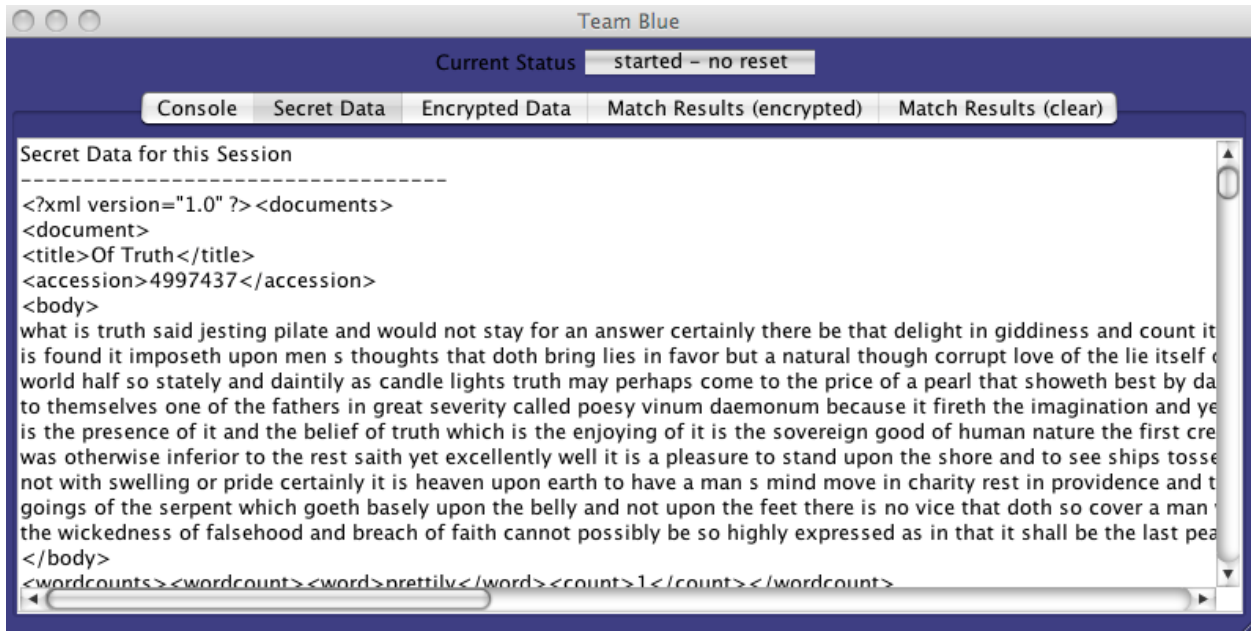 Team Blue
Current Status started - no reset
Console Secret Data Encrypted Data Match Results (encrypted) Match Results (clear)
Secret Data for this Session
----------------------------------
<?xml version="1.0" ?><documents>
<document>
<title>Of Truth</title>
<accession>4997437</accession>
<body>
what is truth said jesting pilate and would not stay for an answer certainly there be that delight in giddiness and count it
is found it imposeth upon men s thoughts that doth bring lies in favor but a natural though corrupt love of the lie itself
world half so stately and daintily as candle lights truth may perhaps come to the price of a pearl that showeth best by da
to themselves one of the fathers in great severity called poesy vinum daemonum because it fireth the imagination and ye
is the presence of it and the belief of truth which is the enjoying of it is the sovereign good of human nature the first cre
was otherwise inferior to the rest saith yet excellently well it is a pleasure to stand upon the shore and to see ships tosse
not with swelling or pride certainly it is heaven upon earth to have a man s mind move in charity rest in providence and t
goings of the serpent which goeth basely upon the belly and not upon the feet there is no vice that doth so cover a man
the wickedness of falsehood and breach of faith cannot possibly be so highly expressed as in that it shall be the last pea
</body>
<wordcounts><wordcount><word>prettily</word><count>1</count></wordcount>